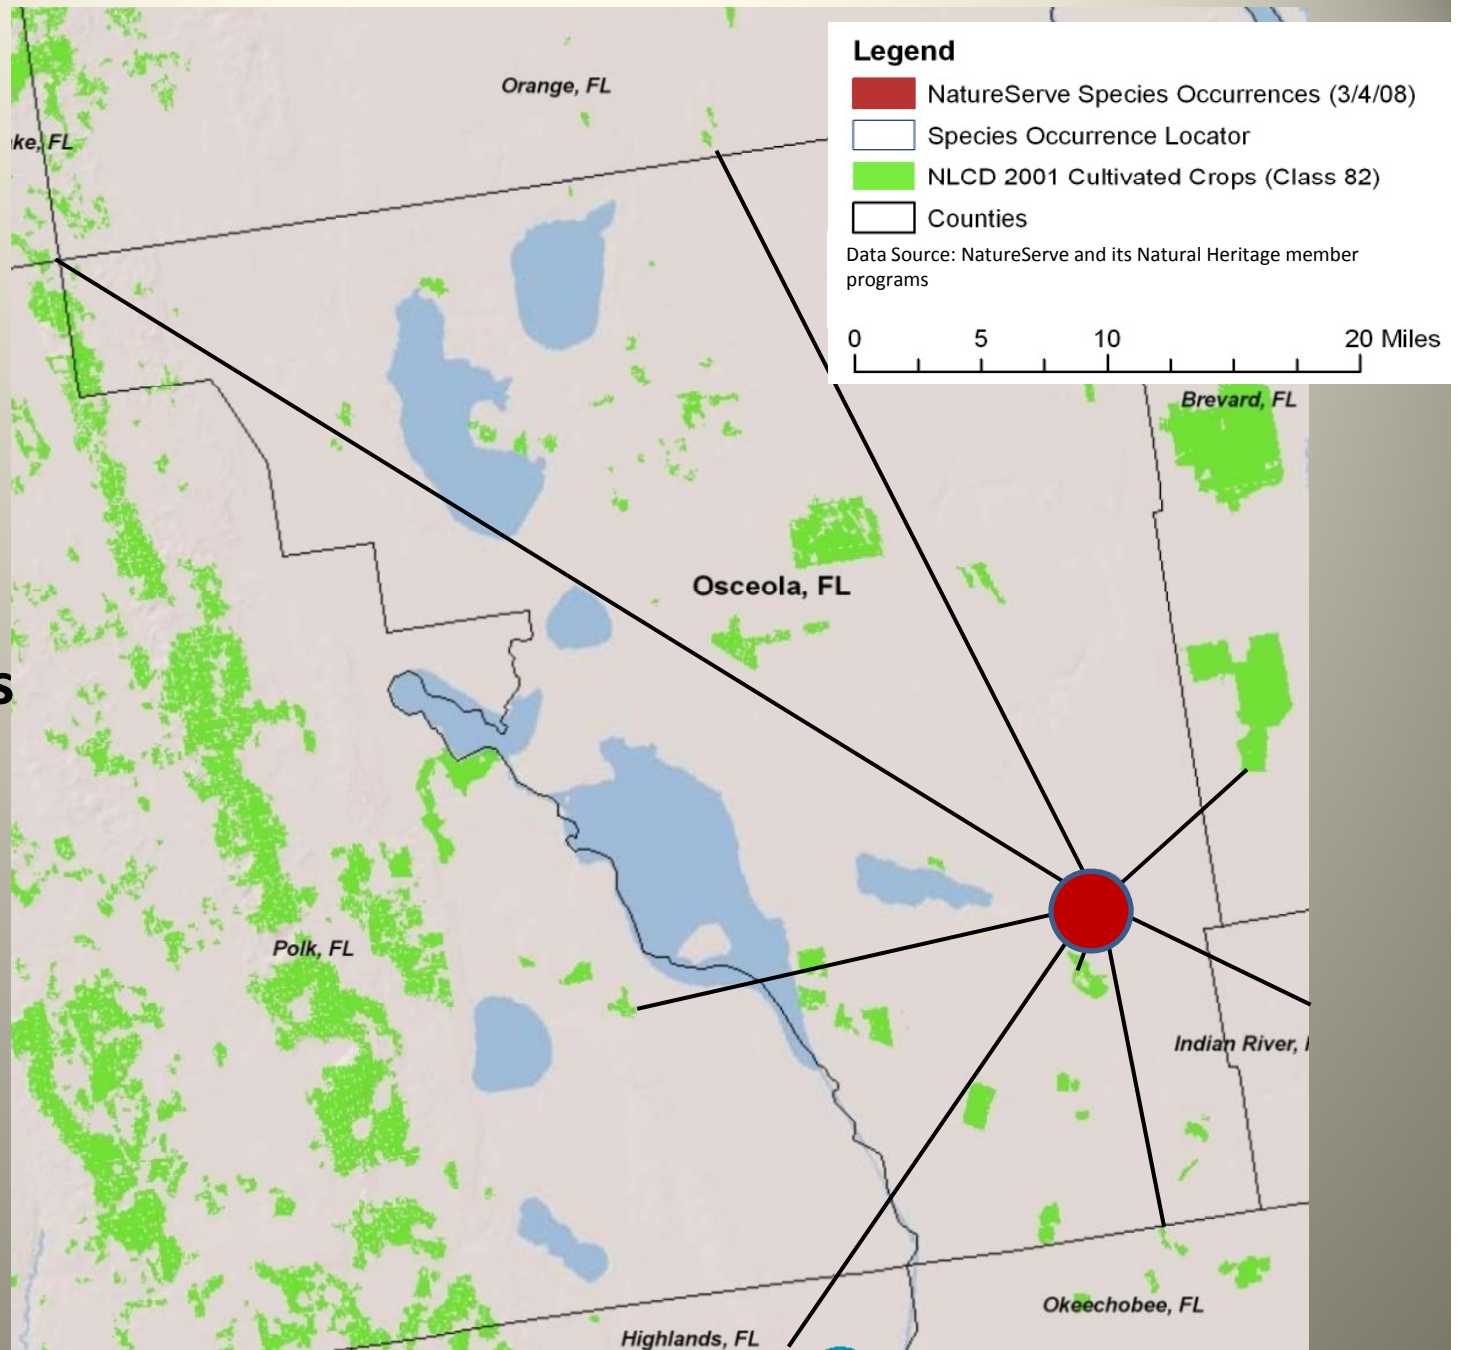 Legend
NatureServe Species Occurrences (3/4/08)
Species Occurrence Locator
NLCD 2001 Cultivated Crops (Class 82)
Counties
Data Source: NatureServe and its Natural Heritage member
programs
0 5 10 20 Miles
Orange, FL
ke, FL
Brevard, FL
Osceola, FL
s
Polk, FL
Indian River,
Okeechobee, FL
Highlands, FL